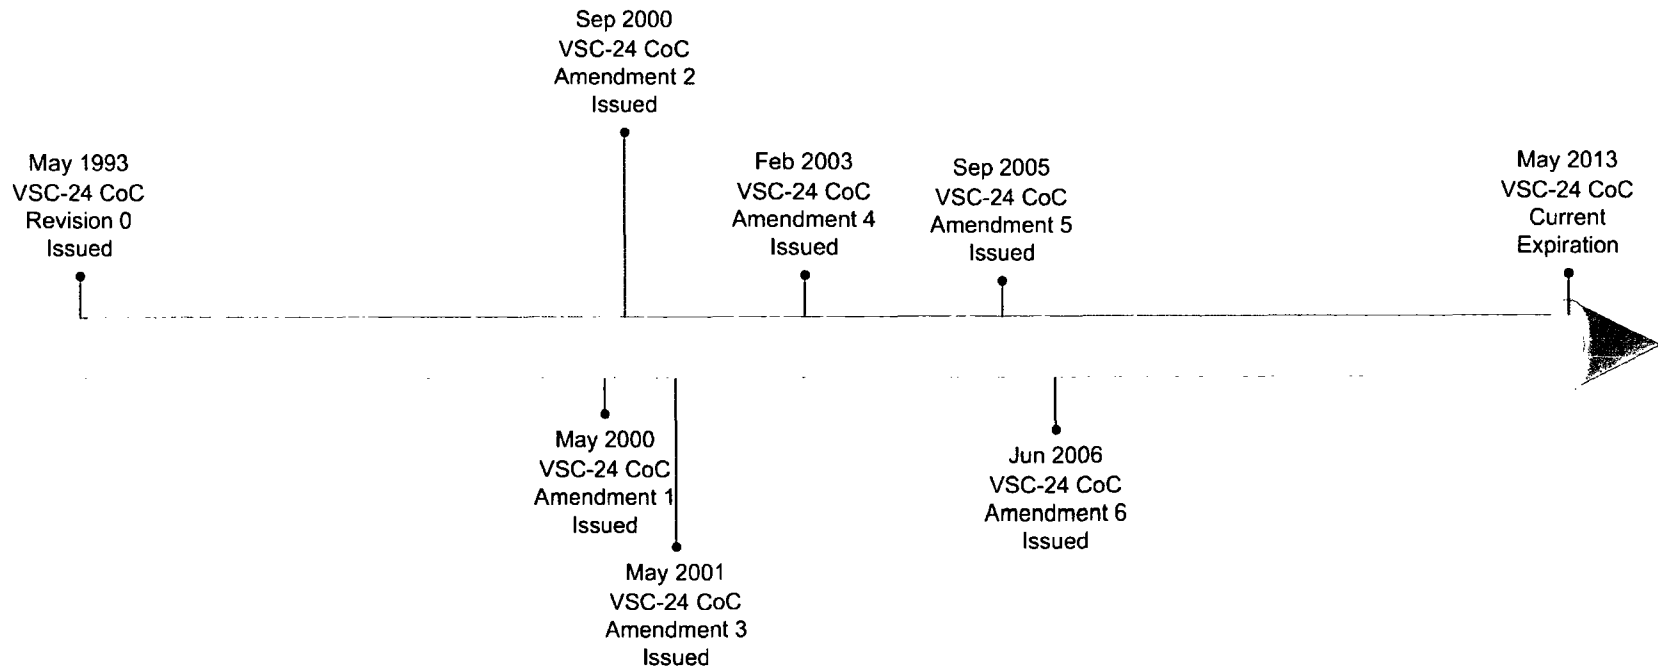 Sep 2000
VSC-24 CoC
Amendment 2
Issued
May 1993
VSC-24 CoC
Revision 0
Issued
Feb 2003
VSC-24 CoC
Amendment 4
Issued
Sep 2005
VSC-24 CoC
Amendment 5
Issued
May 2013
VSC-24 CoC
Current
Expiration
May 2000
VSC-24 CoC
Amendment 1
Issued
May 2001
VSC-24 CoC
Amendment 3
Issued
Jun 2006
VSC-24 CoC
Amendment 6
Issued